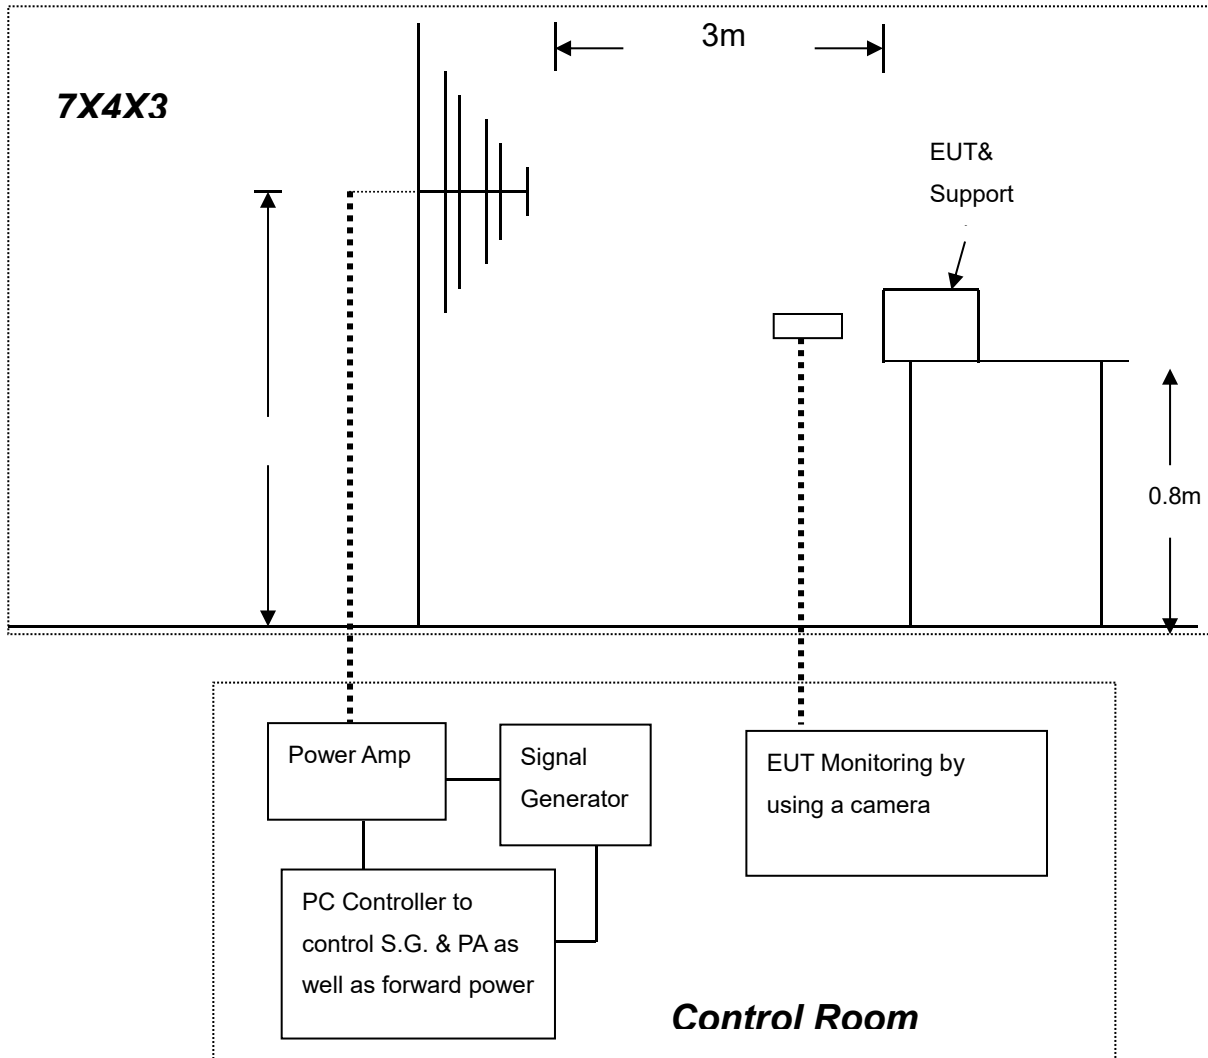 3m
7X4X3
EUT&
Support
0.8m
Power Amp
Signal
Generator
EUT Monitoring by
using a camera
PC Controller to
control S.G. & PA as
well as forward power
Control Room